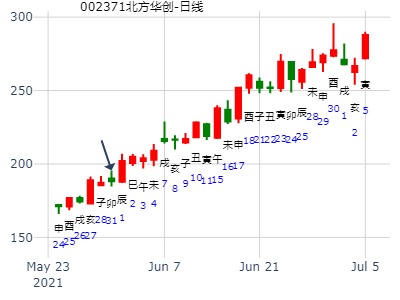 002371北方华创-日线
300
250
200
150
申 酉 戌 亥 子 卯 辰 巳 午 未 戌 亥 子 丑 寅 午 未 申 酉 子 丑 寅 卯 辰 未 申 酉 戌 亥 寅
24 25 26 27 28 31 1 2 3 4 7 8 9 10 11 15 16 17 18 21 22 23 24 25 28 29 30 1 2 5
May 23 Jun 7 Jun 21 Jul 5
2021